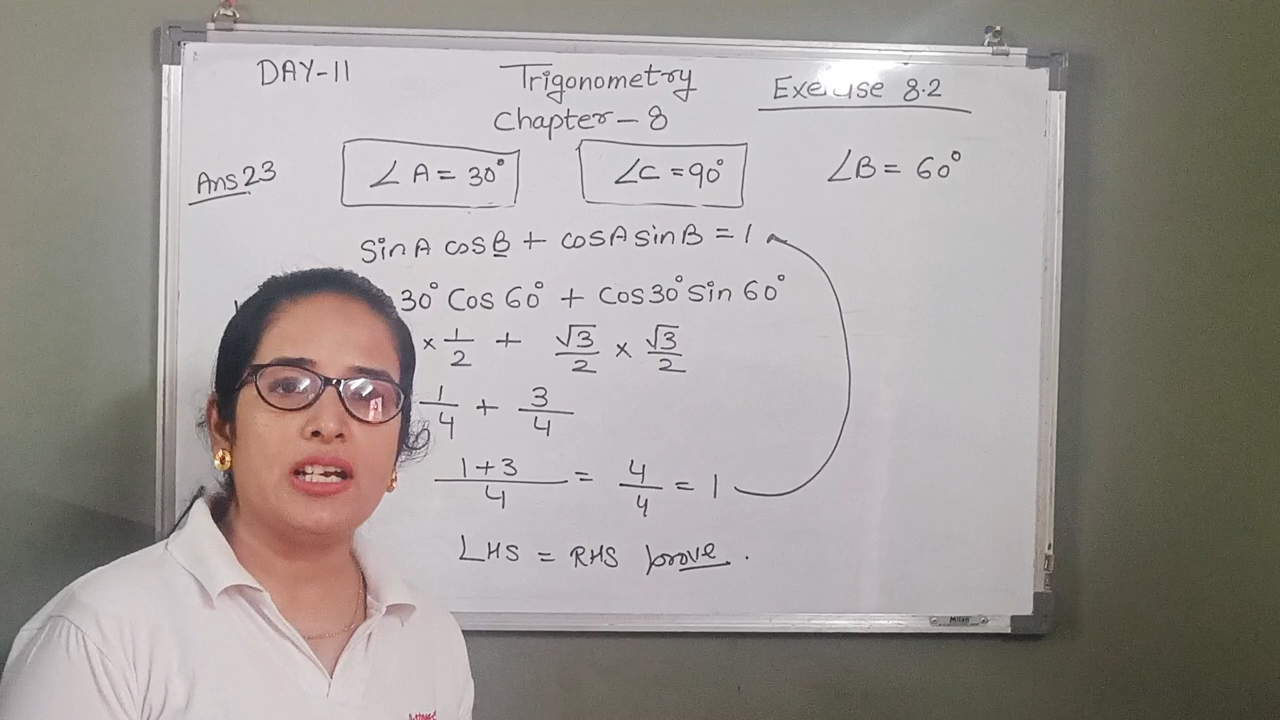 DAY-11
Trigonometry
Chapter-8
Exercise 8.2
Ans 23
∠A = 30°
∠C = 90°
∠B = 60°
sin A cos B + cos A sin B = 1
30° Cos 60° + Cos 30° sin 60°
× 1/2 + √3/2 × √3/2
1/4 + 3/4
1+3/4 = 4/4 = 1
LHS = RHS prove.
Milan